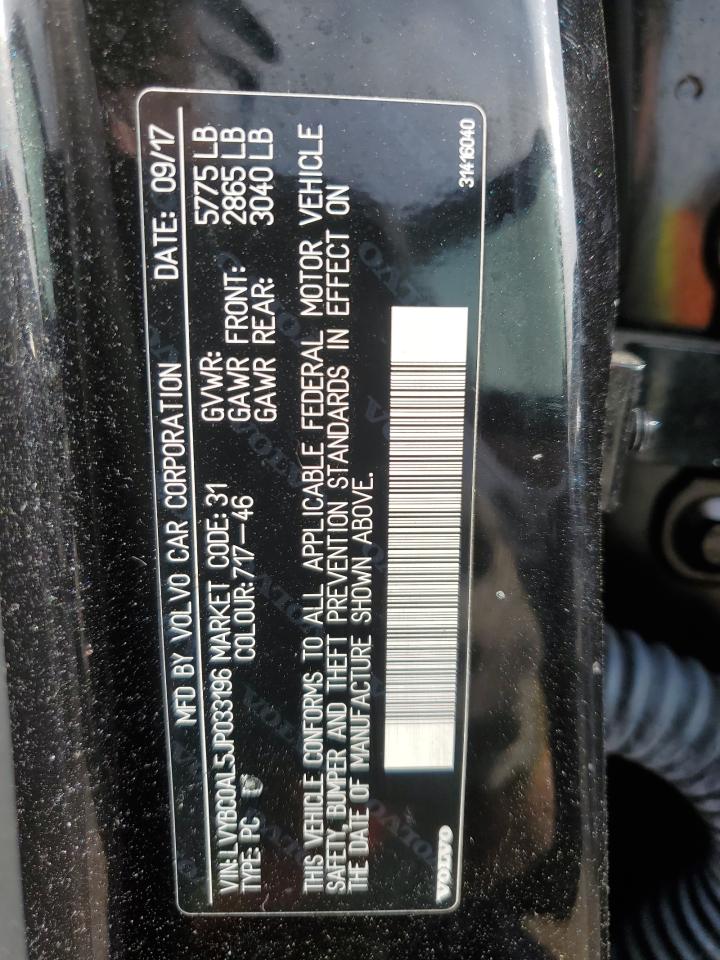 MFD BY VOLVO CAR CORPORATION DATE: 09/17
VIN: LVYBC0AL5JP033196 MARKET CODE: 31 GVWR: 5775 LB
TYPE: PC COLOUR: 717-46 GAWR FRONT: 2865 LB
GAWR REAR: 3040 LB
THIS VEHICLE CONFORMS TO ALL APPLICABLE FEDERAL MOTOR VEHICLE
SAFETY, BUMPER AND THEFT PREVENTION STANDARDS IN EFFECT ON
THE DATE OF MANUFACTURE SHOWN ABOVE.
VOLVO 31416040